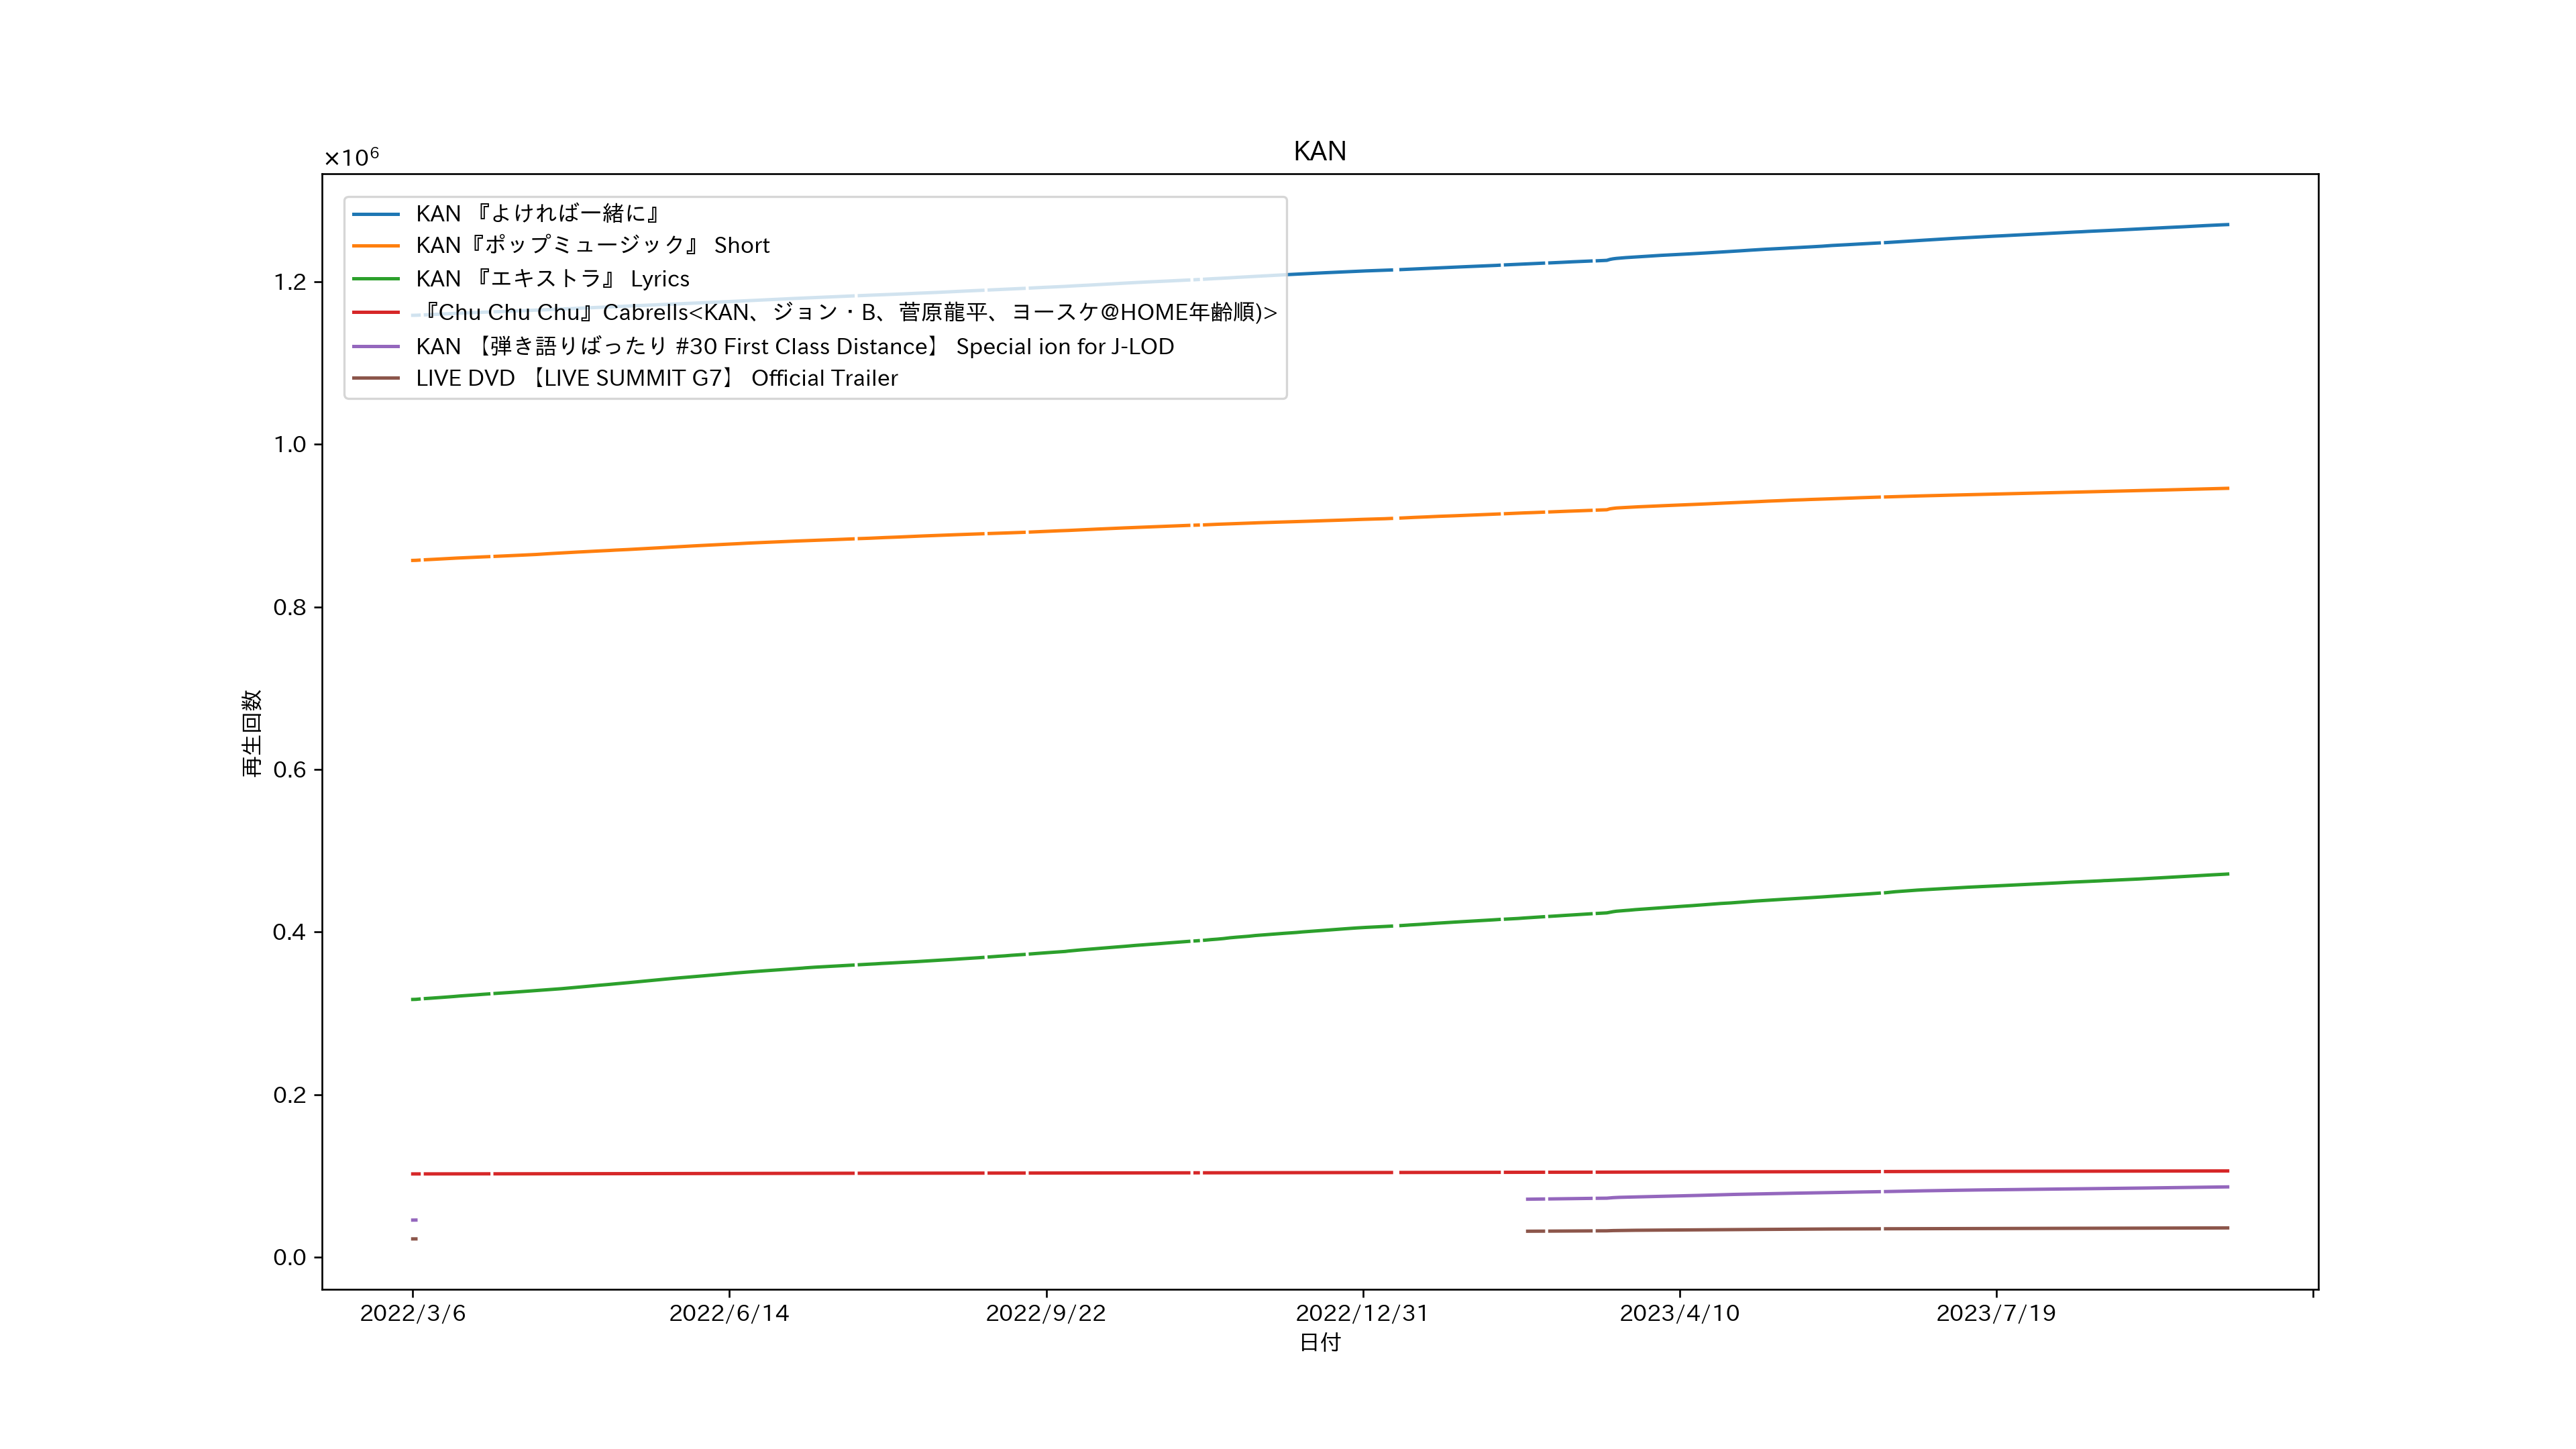 KAN
×10⁶
KAN 『よければ一緒に』
KAN『ポップミュージック』 Short
KAN 『エキストラ』 Lyrics
『Chu Chu Chu』Cabrells<KAN、ジョン・B、菅原龍平、ヨースケ@HOME年齢順)>
KAN 【弾き語りばったり #30 First Class Distance】 Special ion for J-LOD
LIVE DVD 【LIVE SUMMIT G7】 Official Trailer
1.2
1.0
0.8
0.6
0.4
0.2
0.0
再生回数
2022/3/6
2022/6/14
2022/9/22
2022/12/31
2023/4/10
2023/7/19
日付